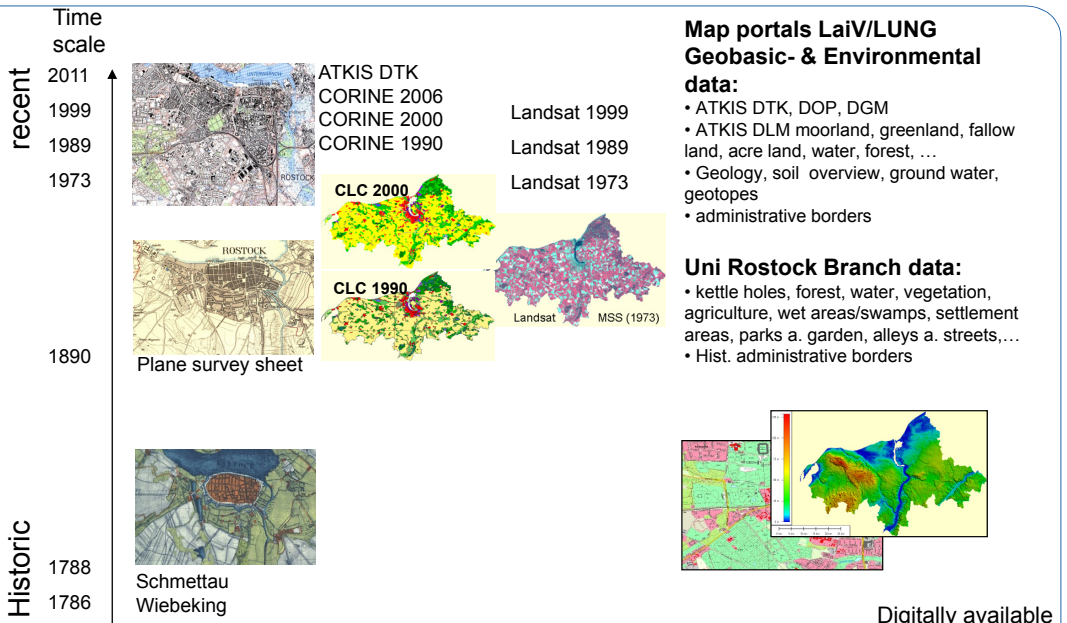 Time
scale
recent
2011
1999
1989
1973
1890
Historic
1788
1786
UNTERWARNOW
ROSTOCK
ATKIS DTK
CORINE 2006
CORINE 2000
CORINE 1990
Landsat 1999
Landsat 1989
Landsat 1973
CLC 2000
CLC 1990
Landsat MSS (1973)
ROSTOCK
Plane survey sheet
Schmettau
Wiebeking
Map portals LaiV/LUNG
Geobasic- & Environmental
data:
• ATKIS DTK, DOP, DGM
• ATKIS DLM moorland, greenland, fallow
land, acre land, water, forest, …
• Geology, soil overview, ground water,
geotopes
• administrative borders
Uni Rostock Branch data:
• kettle holes, forest, water, vegetation,
agriculture, wet areas/swamps, settlement
areas, parks a. garden, alleys a. streets,…
• Hist. administrative borders
Digitally available